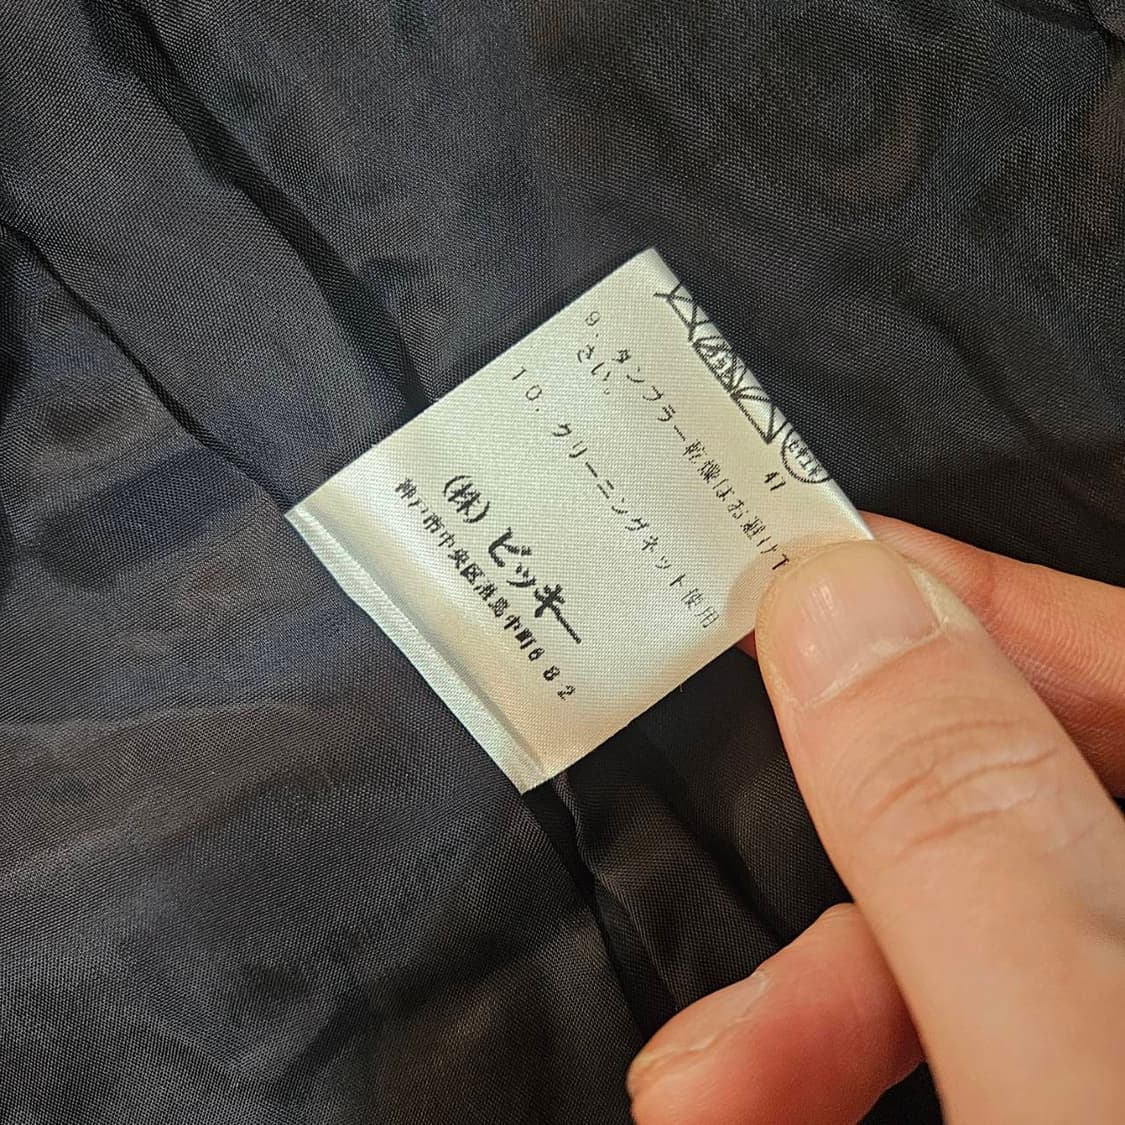 47
9. タンブラー乾燥はお避け下
さい。
10. クリーニングネット使用
(株) ビッキー
神戸市中央区港島中町682